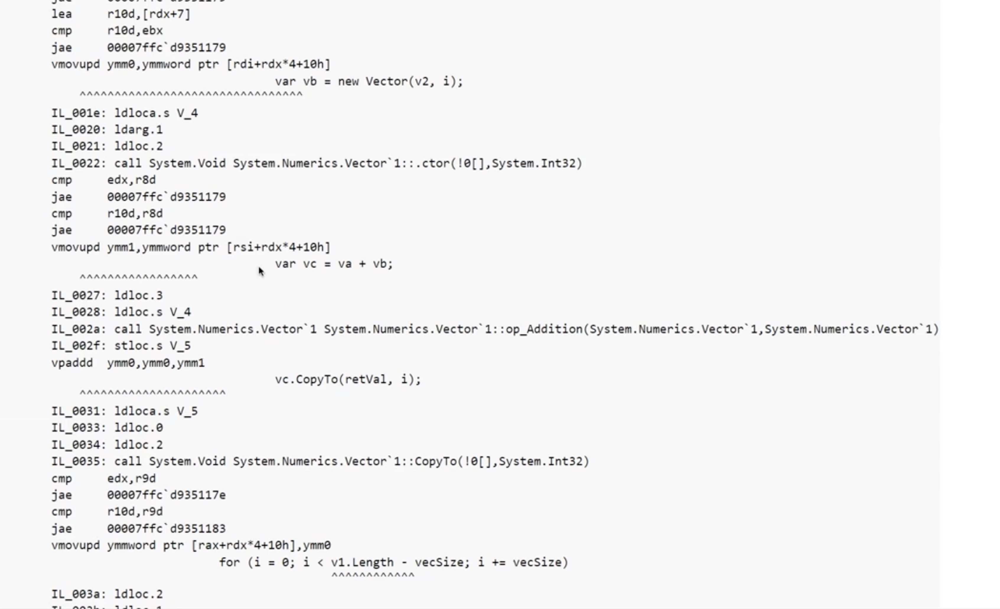 lea     r10d,[rdx+7]
cmp     r10d,ebx
jae     00007ffc`d9351179
vmovupd ymm0,ymmword ptr [rdi+rdx*4+10h]
                                var vb = new Vector(v2, i);
    ^^^^^^^^^^^^^^^^^^^^^^^^^^^^^^^^
IL_001e: ldloca.s V_4
IL_0020: ldarg.1
IL_0021: ldloc.2
IL_0022: call System.Void System.Numerics.Vector`1::.ctor(!0[],System.Int32)
cmp     edx,r8d
jae     00007ffc`d9351179
cmp     r10d,r8d
jae     00007ffc`d9351179
vmovupd ymm1,ymmword ptr [rsi+rdx*4+10h]
                                var vc = va + vb;
    ^^^^^^^^^^^^^^^^^
IL_0027: ldloc.3
IL_0028: ldloc.s V_4
IL_002a: call System.Numerics.Vector`1 System.Numerics.Vector`1::op_Addition(System.Numerics.Vector`1,System.Numerics.Vector`1)
IL_002f: stloc.s V_5
vpaddd  ymm0,ymm0,ymm1
                                vc.CopyTo(retVal, i);
    ^^^^^^^^^^^^^^^^^^^^^
IL_0031: ldloca.s V_5
IL_0033: ldloc.0
IL_0034: ldloc.2
IL_0035: call System.Void System.Numerics.Vector`1::CopyTo(!0[],System.Int32)
cmp     edx,r9d
jae     00007ffc`d935117e
cmp     r10d,r9d
jae     00007ffc`d9351183
vmovupd ymmword ptr [rax+rdx*4+10h],ymm0
                        for (i = 0; i < v1.Length - vecSize; i += vecSize)
                                        ^^^^^^^^^^^^
IL_003a: ldloc.2